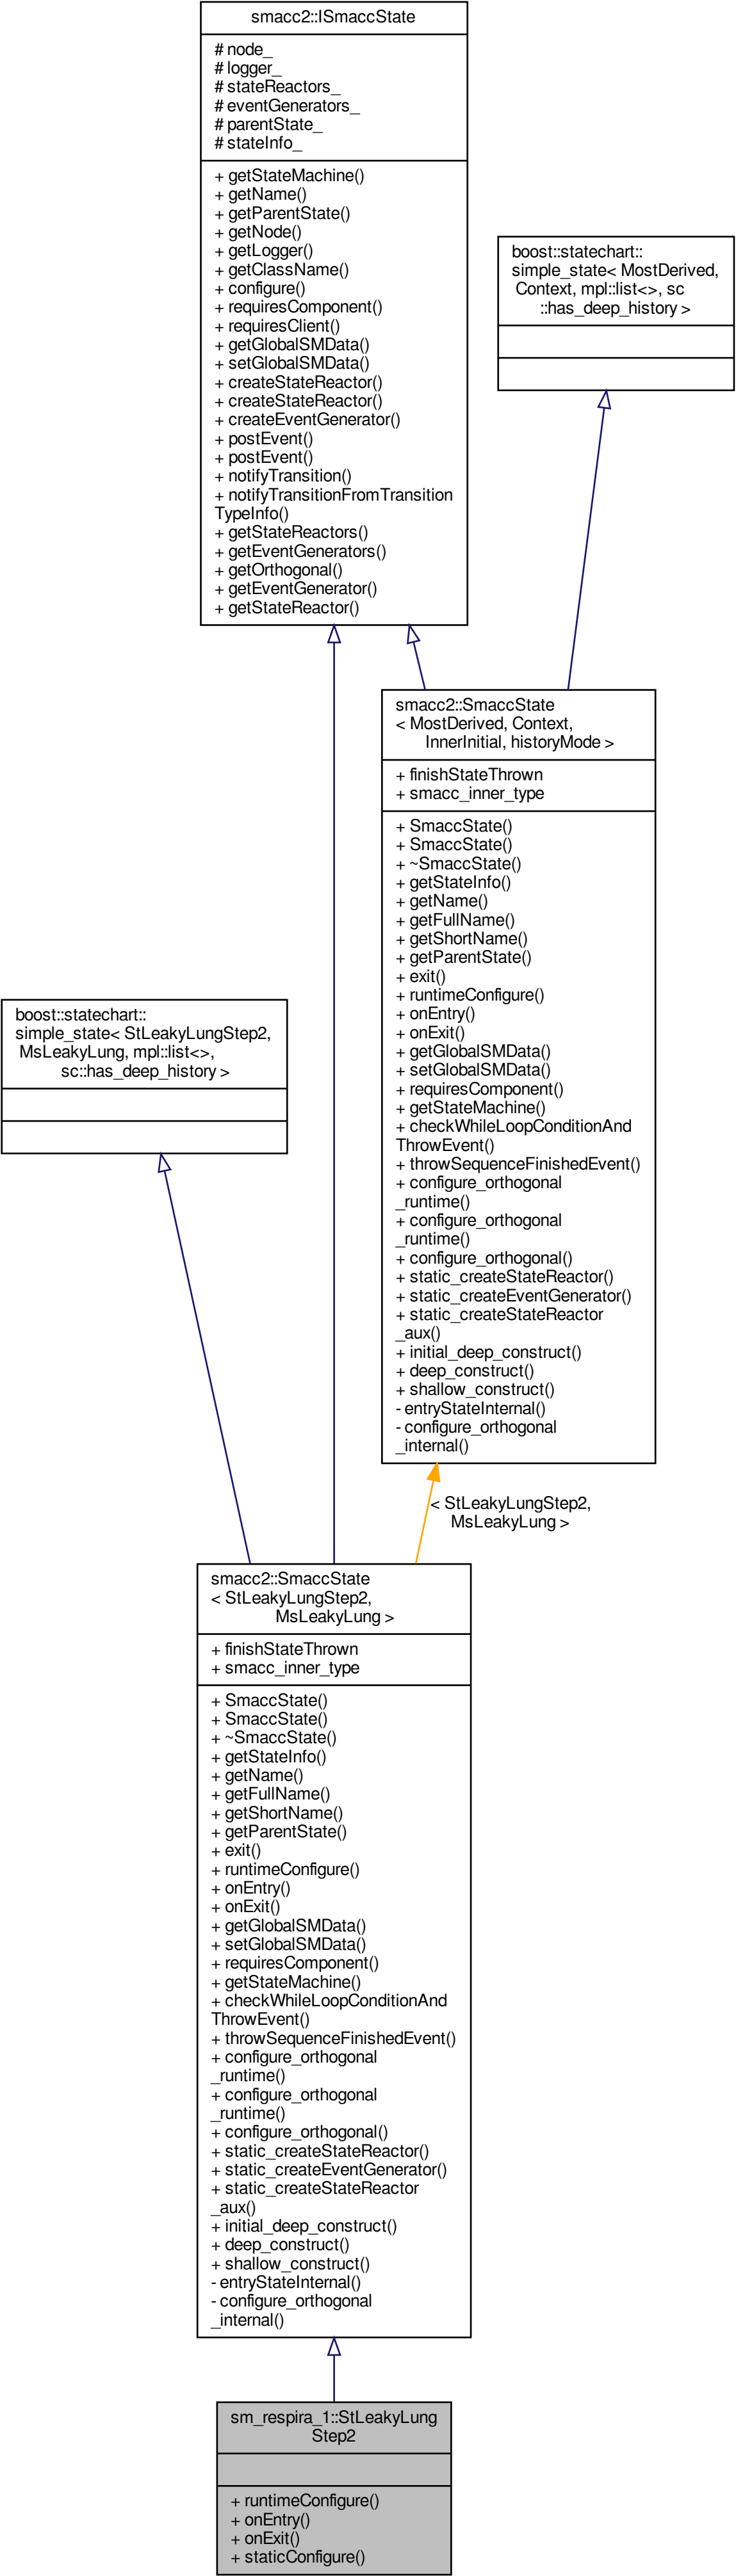 smacc2::ISmaccState
# node_
# logger_
# stateReactors_
# eventGenerators_
# parentState_
# stateInfo_
+ getStateMachine()
+ getName()
+ getParentState()
+ getNode()
+ getLogger()
+ getClassName()
+ configure()
+ requiresComponent()
+ requiresClient()
+ getGlobalSMData()
+ setGlobalSMData()
+ createStateReactor()
+ createStateReactor()
+ createEventGenerator()
+ postEvent()
+ postEvent()
+ notifyTransition()
+ notifyTransitionFromTransition
TypeInfo()
+ getStateReactors()
+ getEventGenerators()
+ getOrthogonal()
+ getEventGenerator()
+ getStateReactor()
boost::statechart::
simple_state< MostDerived,
Context, mpl::list<>, sc
::has_deep_history >
smacc2::SmaccState
< MostDerived, Context,
InnerInitial, historyMode >
+ finishStateThrown
+ smacc_inner_type
+ SmaccState()
+ SmaccState()
+ ~SmaccState()
+ getStateInfo()
+ getName()
+ getFullName()
+ getShortName()
+ getParentState()
+ exit()
+ runtimeConfigure()
+ onEntry()
+ onExit()
+ getGlobalSMData()
+ setGlobalSMData()
+ requiresComponent()
+ getStateMachine()
+ checkWhileLoopConditionAnd
ThrowEvent()
+ throwSequenceFinishedEvent()
+ configure_orthogonal
_runtime()
+ configure_orthogonal
_runtime()
+ configure_orthogonal()
+ static_createStateReactor()
+ static_createEventGenerator()
+ static_createStateReactor
_aux()
+ initial_deep_construct()
+ deep_construct()
+ shallow_construct()
- entryStateInternal()
- configure_orthogonal
_internal()
boost::statechart::
simple_state< StLeakyLungStep2,
MsLeakyLung, mpl::list<>,
sc::has_deep_history >
< StLeakyLungStep2,
MsLeakyLung >
smacc2::SmaccState
< StLeakyLungStep2,
MsLeakyLung >
+ finishStateThrown
+ smacc_inner_type
+ SmaccState()
+ SmaccState()
+ ~SmaccState()
+ getStateInfo()
+ getName()
+ getFullName()
+ getShortName()
+ getParentState()
+ exit()
+ runtimeConfigure()
+ onEntry()
+ onExit()
+ getGlobalSMData()
+ setGlobalSMData()
+ requiresComponent()
+ getStateMachine()
+ checkWhileLoopConditionAnd
ThrowEvent()
+ throwSequenceFinishedEvent()
+ configure_orthogonal
_runtime()
+ configure_orthogonal
_runtime()
+ configure_orthogonal()
+ static_createStateReactor()
+ static_createEventGenerator()
+ static_createStateReactor
_aux()
+ initial_deep_construct()
+ deep_construct()
+ shallow_construct()
- entryStateInternal()
- configure_orthogonal
_internal()
sm_respira_1::StLeakyLung
Step2
+ runtimeConfigure()
+ onEntry()
+ onExit()
+ staticConfigure()